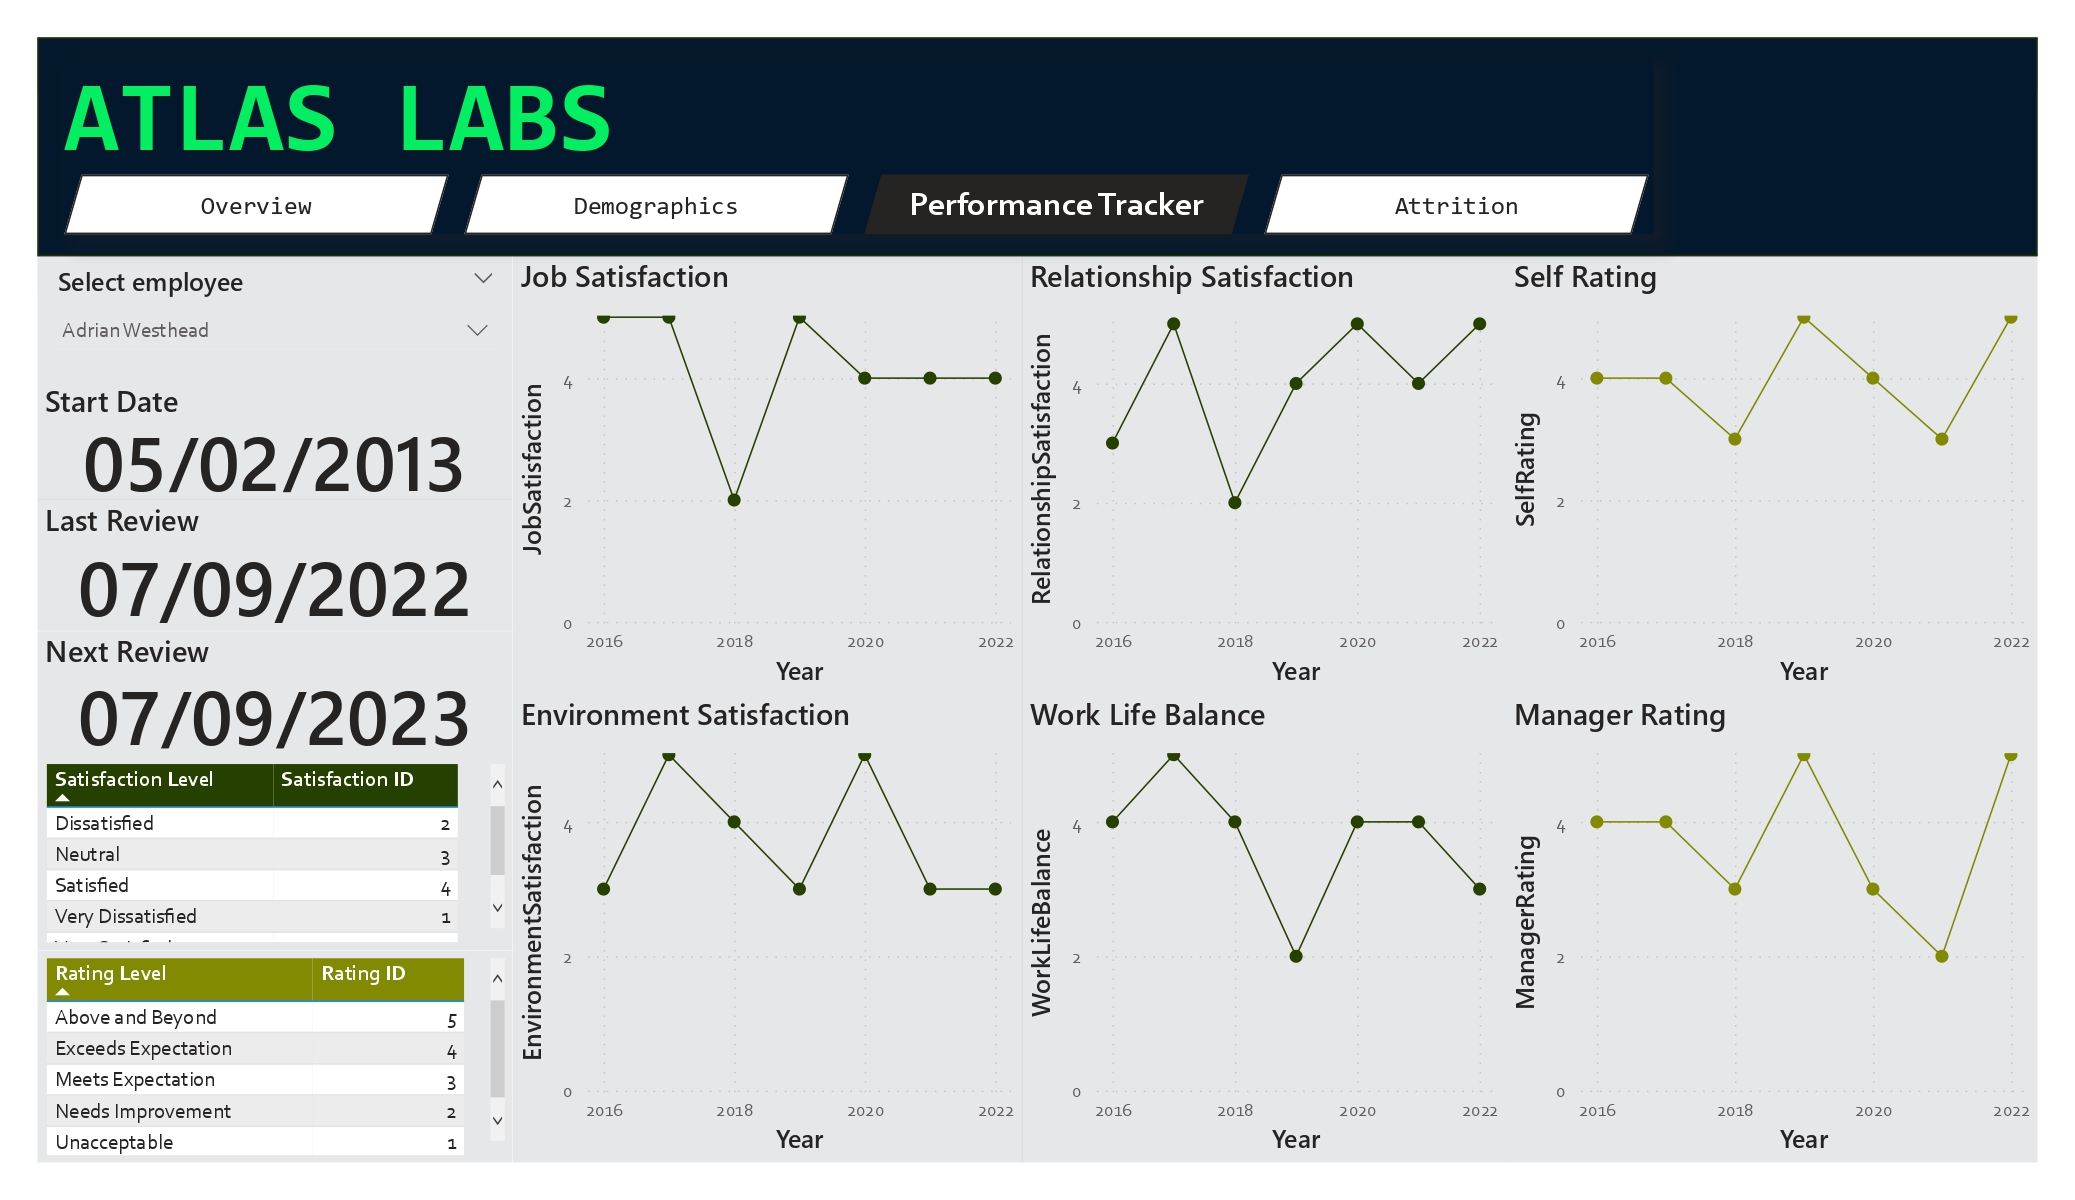 ATLAS LABS
Overview
Demographics
Performance Tracker
Attrition
Select employee
Adrian Westhead
Start Date
05/02/2013
Last Review
07/09/2022
Next Review
07/09/2023
Satisfaction Level Satisfaction ID
Dissatisfied 2
Neutral 3
Satisfied 4
Very Dissatisfied 1
Rating Level Rating ID
Above and Beyond 5
Exceeds Expectation 4
Meets Expectation 3
Needs Improvement 2
Unacceptable 1
Job Satisfaction
JobSatisfaction
4
2
0
2016 2018 2020 2022
Year
Relationship Satisfaction
RelationshipSatisfaction
4
2
0
2016 2018 2020 2022
Year
Self Rating
SelfRating
4
2
0
2016 2018 2020 2022
Year
Environment Satisfaction
EnvironmentSatisfaction
4
2
0
2016 2018 2020 2022
Year
Work Life Balance
WorkLifeBalance
4
2
0
2016 2018 2020 2022
Year
Manager Rating
ManagerRating
4
2
0
2016 2018 2020 2022
Year